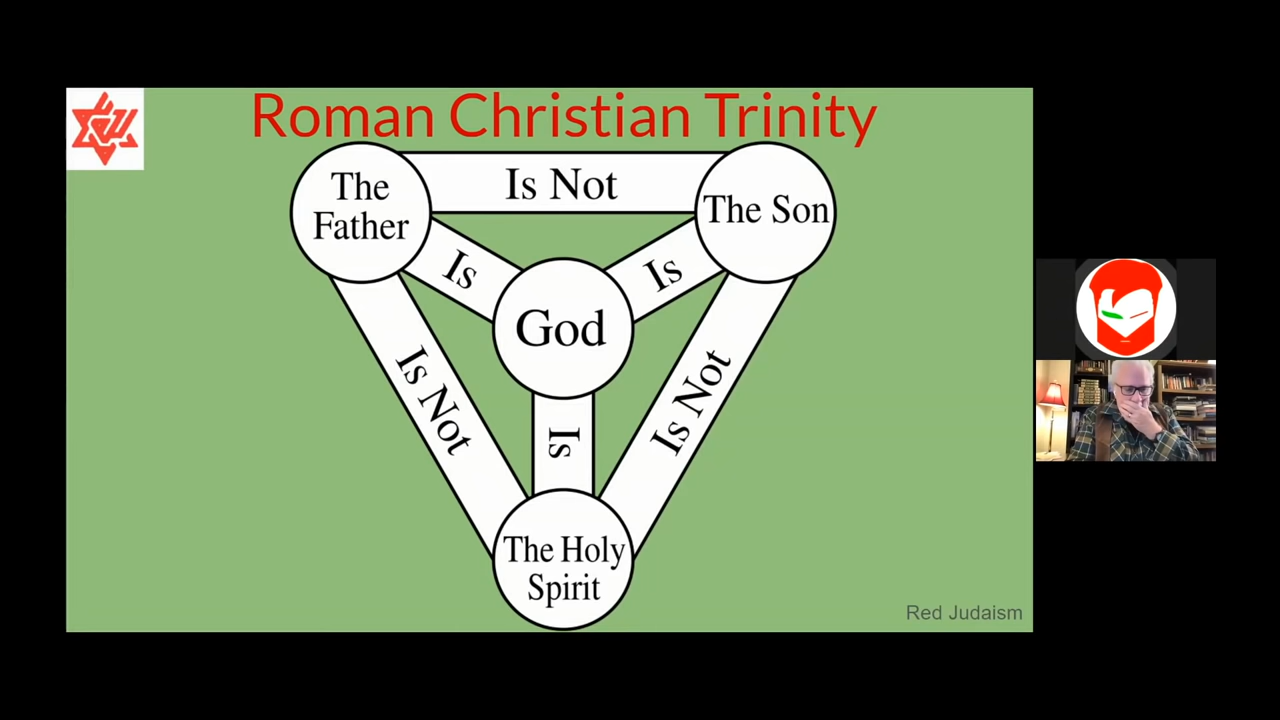 Roman Christian Trinity
The
Father
Is Not
The Son
Is
Is
God
Is Not
Is
Is Not
The Holy
Spirit
Red Judaism